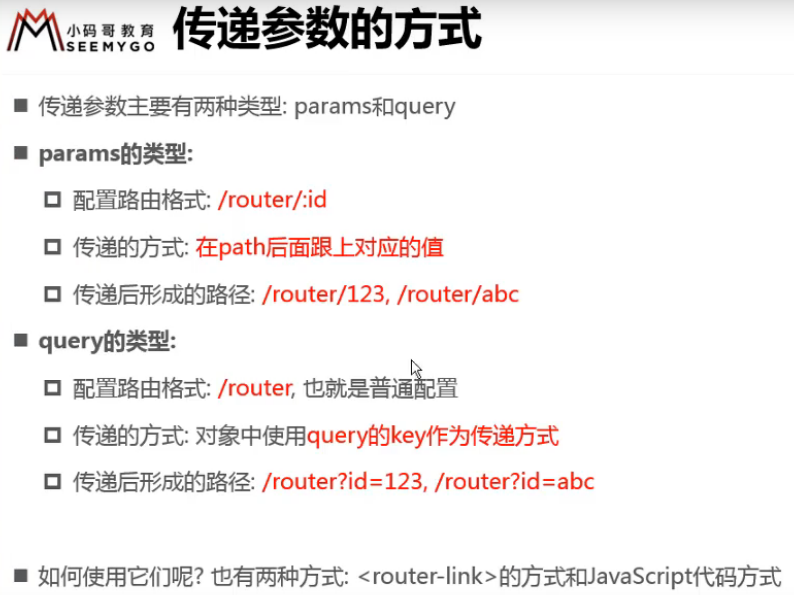 小码哥教育
SEEMYGO
传递参数的方式
传递参数主要有两种类型: params和query
params的类型:
配置路由格式: /router/:id
传递的方式: 在path后面跟上对应的值
传递后形成的路径: /router/123, /router/abc
query的类型:
配置路由格式: /router, 也就是普通配置
传递的方式: 对象中使用query的key作为传递方式
传递后形成的路径: /router?id=123, /router?id=abc
如何使用它们呢? 也有两种方式: <router-link>的方式和JavaScript代码方式